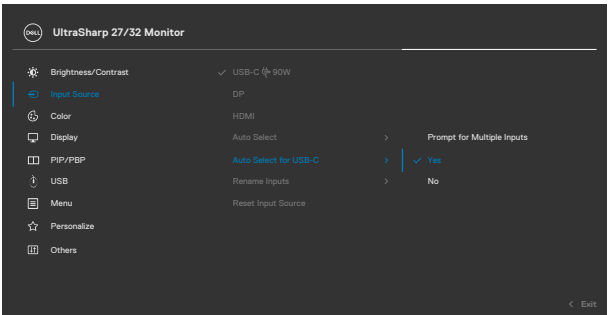 DELL UltraSharp 27/32 Monitor
Brightness/Contrast
Input Source
Color
Display
PIP/PBP
USB
Menu
Personalize
Others
USB-C 90W
DP
HDMI
Auto Select
Auto Select for USB-C
Rename Inputs
Reset Input Source
Prompt for Multiple Inputs
Yes
No
Exit